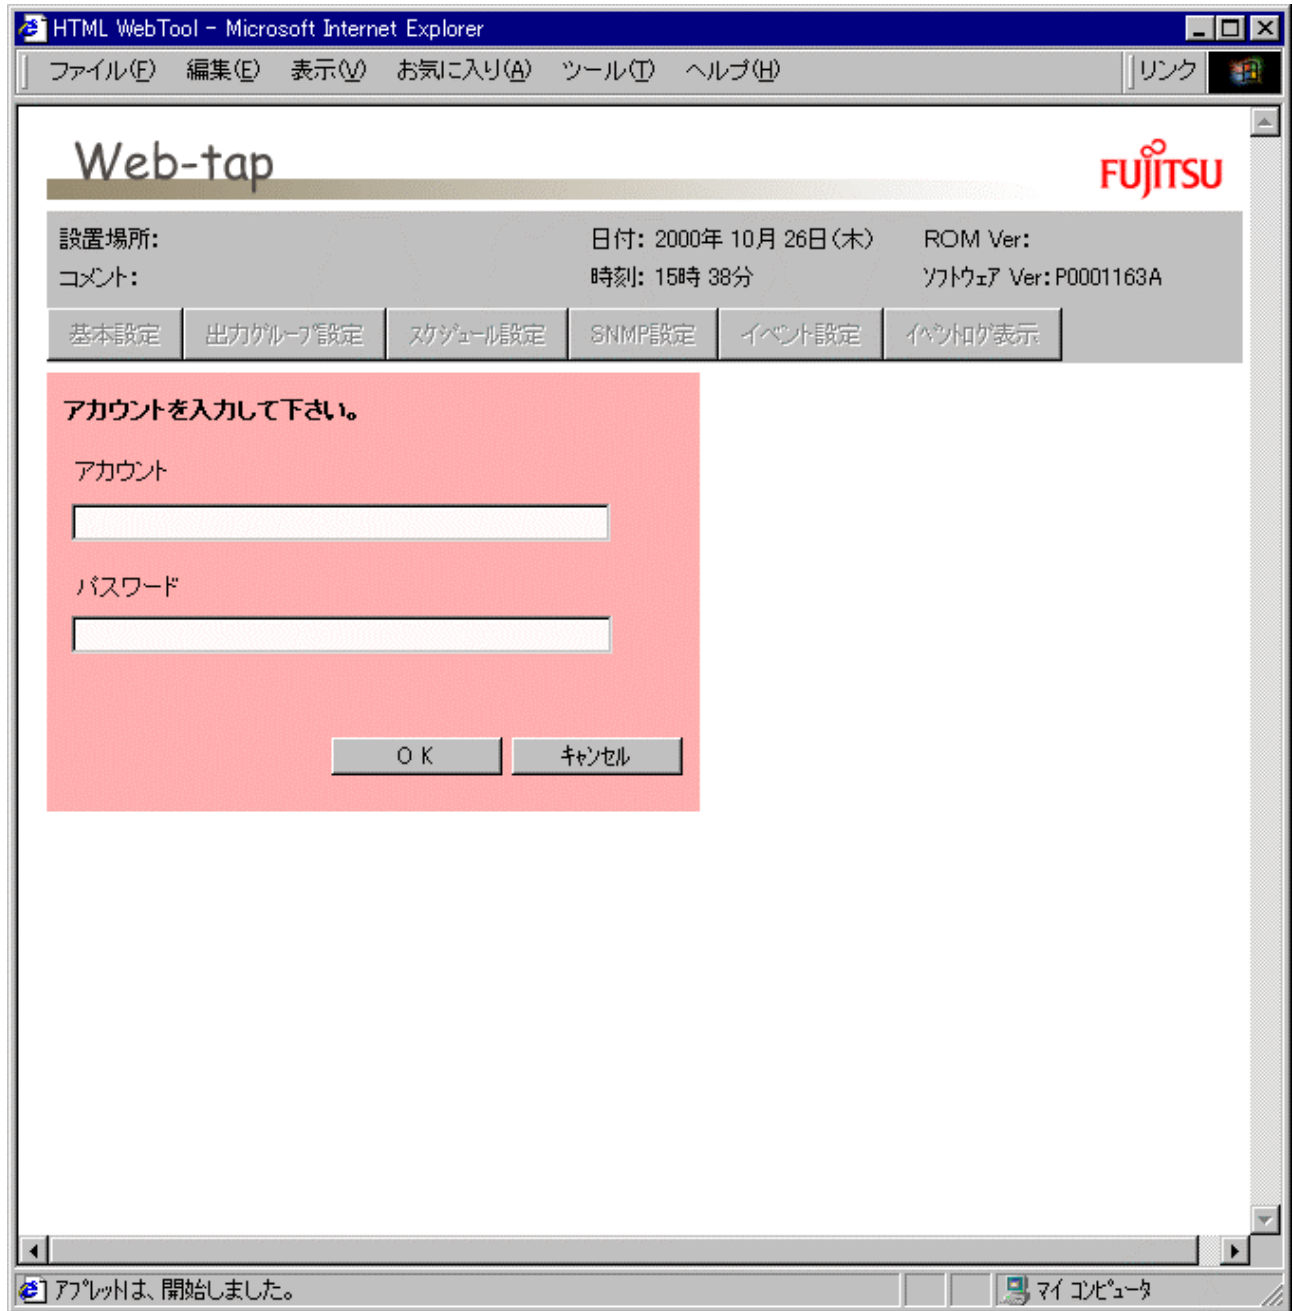 HTML WebTool - Microsoft Internet Explorer
ファイル(F) 編集(E) 表示(V) お気に入り(A) ツール(T) ヘルプ(H) リンク
Web-tap
FUJITSU
設置場所: 日付: 2000年 10月 26日(木) ROM Ver:
コメント: 時刻: 15時 38分 ソフトウェア Ver: P0001163A
基本設定 出力グループ設定 スケジュール設定 SNMP設定 イベント設定 イベントログ表示
アカウントを入力して下さい。
アカウント
パスワード
OK キャンセル
アプレットは、開始しました。 マイ コンピュータ